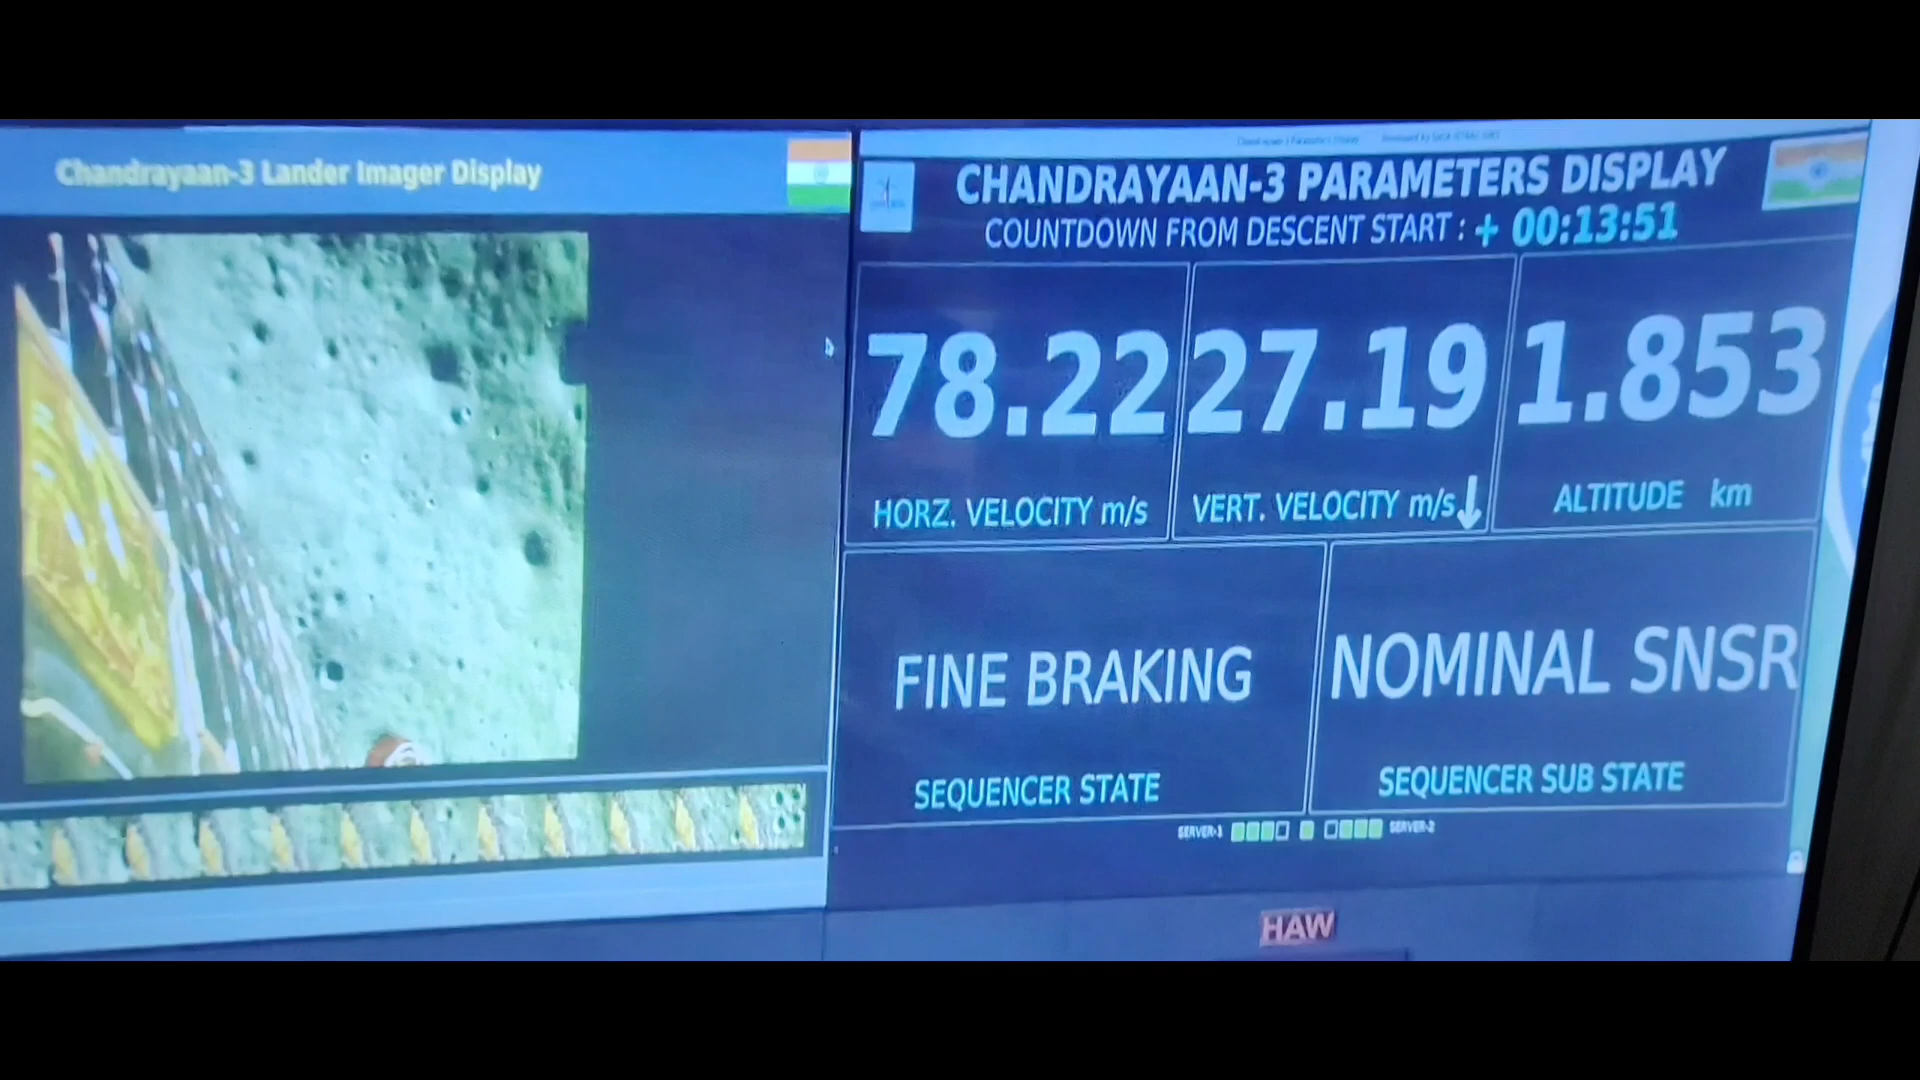 Chandrayaan-3 Lander Imager Display
CHANDRAYAAN-3 PARAMETERS DISPLAY
COUNTDOWN FROM DESCENT START : + 00:13:51
78.22
HORZ. VELOCITY m/s
27.19
VERT. VELOCITY m/s↓
1.853
ALTITUDE km
FINE BRAKING
SEQUENCER STATE
NOMINAL SNSR
SEQUENCER SUB STATE
SERVER-1
SERVER-2
HAW